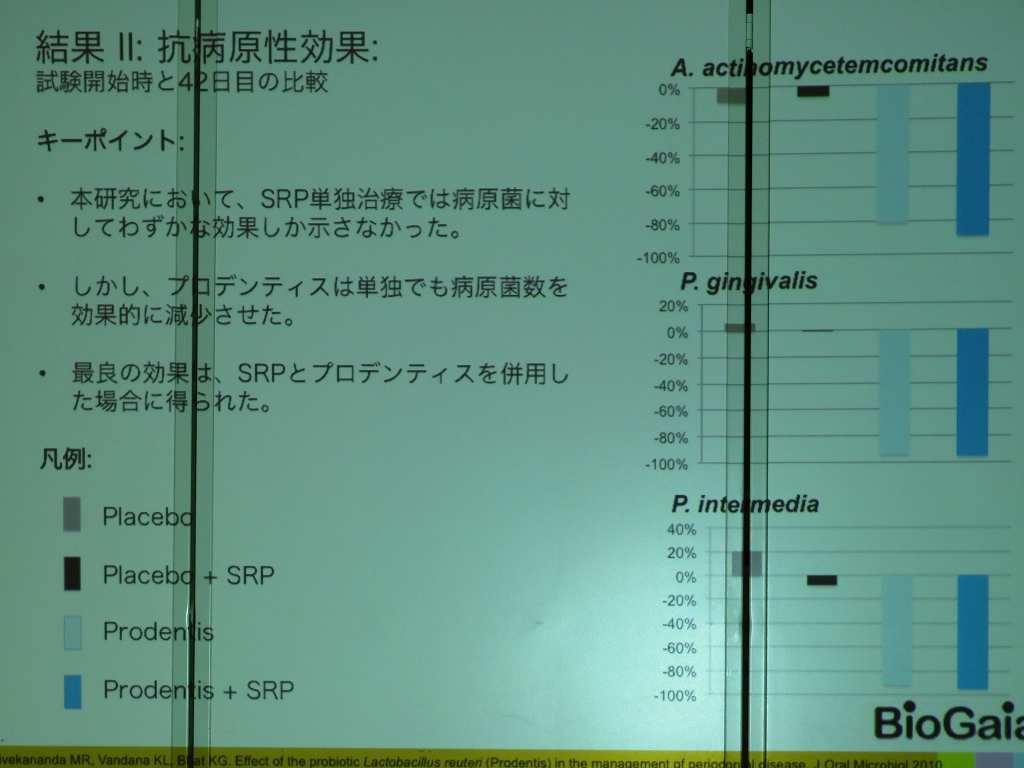 結果 II: 抗病原性効果:
試験開始時と42日目の比較
キーポイント:
• 本研究において、SRP単独治療では病原菌に対
してわずかな効果しか示さなかった。
• しかし、プロデンティスは単独でも病原菌数を
効果的に減少させた。
• 最良の効果は、SRPとプロデンティスを併用し
た場合に得られた。
凡例:
Placebo
Placebo + SRP
Prodentis
Prodentis + SRP
A. actinomycetemcomitans
0%
-20%
-40%
-60%
-80%
-100%
P. gingivalis
20%
0%
-20%
-40%
-60%
-80%
-100%
P. intermedia
40%
20%
0%
-20%
-40%
-60%
-80%
-100%
BioGaia
ivekananda MR, Vandana KL, Bhat KG. Effect of the probiotic Lactobacillus reuteri (Prodentis) in the management of periodontal disease. J Oral Microbiol 2010